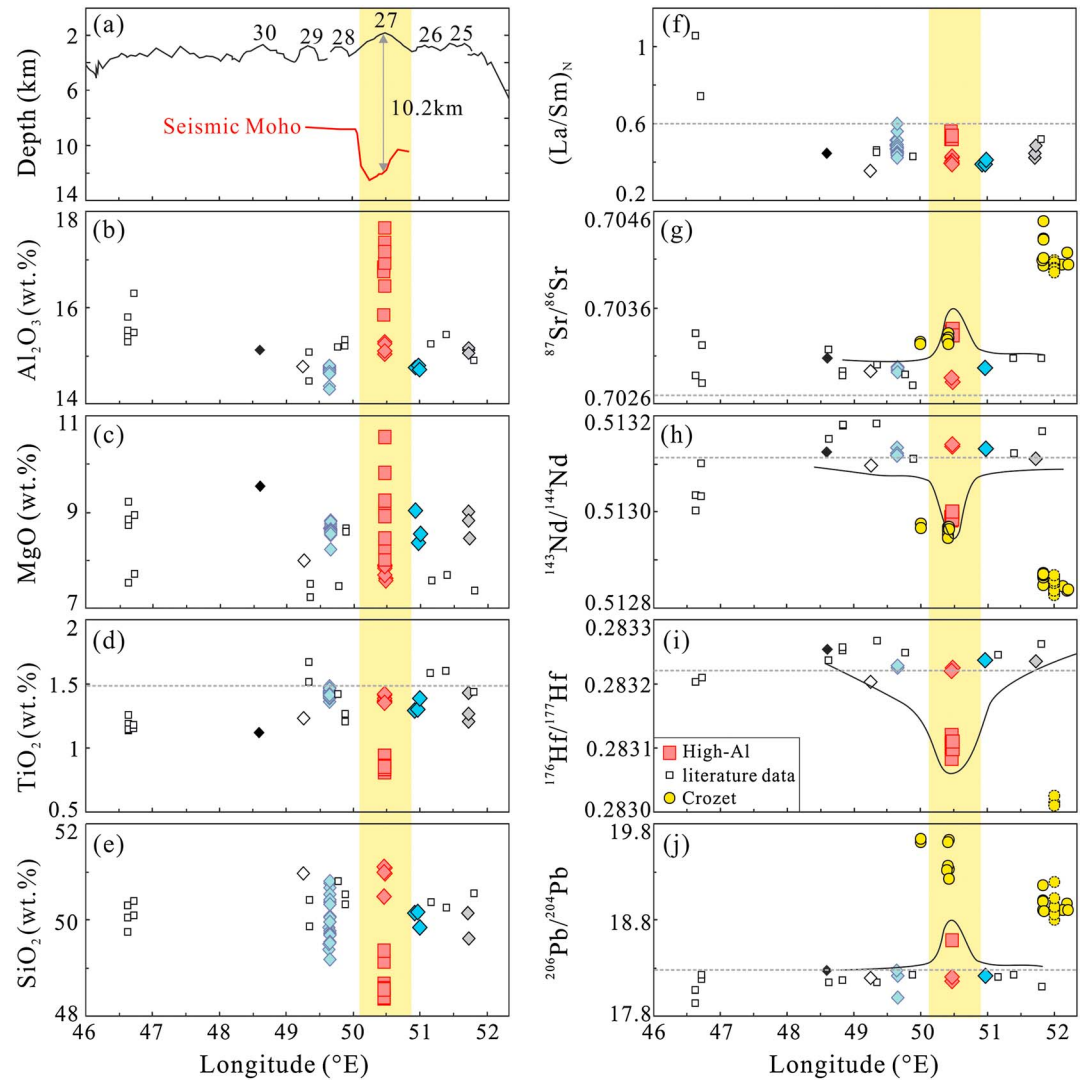 (a)
30
29
28
27
26
25
2
6
10
14
Depth (km)
10.2km
Seismic Moho
(b)
18
16
14
Al₂O₃ (wt.%)
(c)
11
9
7
MgO (wt.%)
(d)
2
1.5
1
0.5
TiO₂ (wt.%)
(e)
52
50
48
SiO₂ (wt.%)
46 47 48 49 50 51 52
Longitude (°E)
(f)
1
0.6
0.2
(La/Sm)N
(g)
0.7046
0.7036
0.7026
⁸⁷Sr/⁸⁶Sr
(h)
0.5132
0.5130
0.5128
¹⁴³Nd/¹⁴⁴Nd
(i)
0.2833
0.2832
0.2831
0.2830
¹⁷⁶Hf/¹⁷⁷Hf
High-Al
literature data
Crozet
(j)
19.8
18.8
17.8
²⁰⁶Pb/²⁰⁴Pb
46 47 48 49 50 51 52
Longitude (°E)